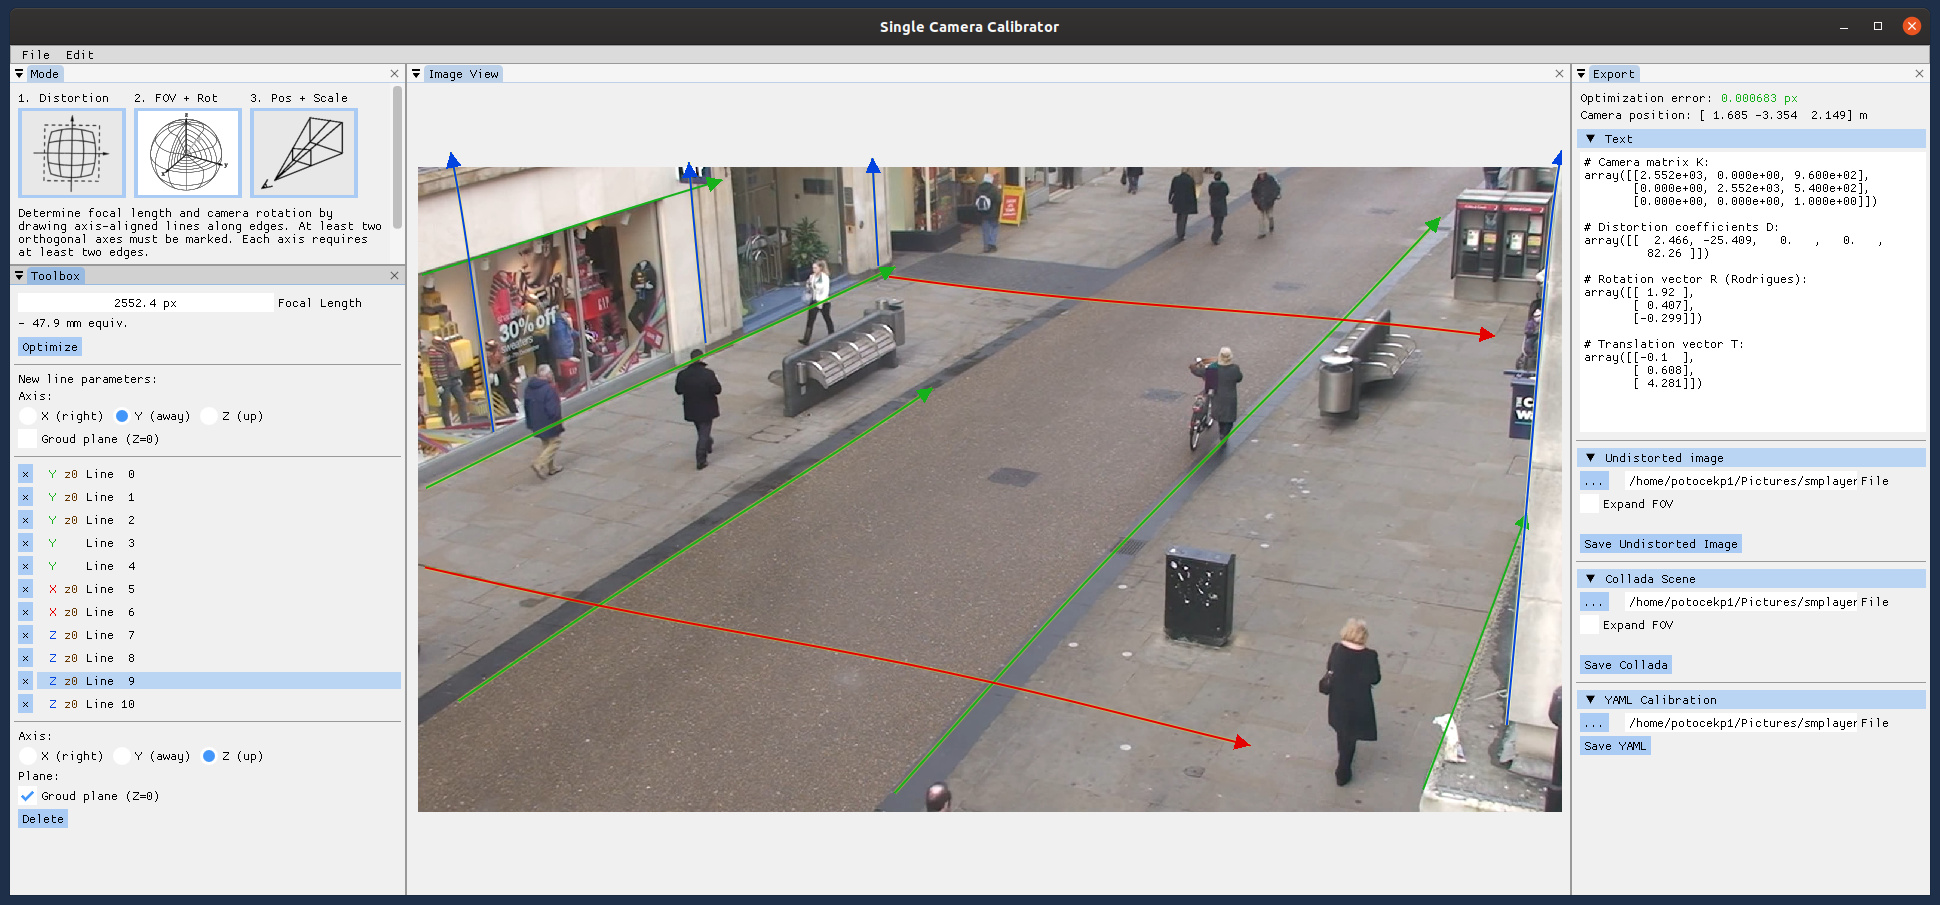 Single Camera Calibrator
File Edit
Mode
1. Distortion 2. FOV + Rot 3. Pos + Scale
Determine focal length and camera rotation by
drawing axis-aligned lines along edges. At least two
orthogonal axes must be marked. Each axis requires
at least two edges.
Toolbox
2552.4 px Focal Length
~ 47.9 mm equiv.
Optimize
New line parameters:
Axis:
X (right) Y (away) Z (up)
Groud plane (Z=0)
x Y z0 Line 0
x Y z0 Line 1
x Y z0 Line 2
x Y Line 3
x Y Line 4
x X z0 Line 5
x X z0 Line 6
x Z z0 Line 7
x Z z0 Line 8
x Z z0 Line 9
x Z z0 Line 10
Axis:
X (right) Y (away) Z (up)
Plane:
Groud plane (Z=0)
Delete
Image View
30% off
GAP
Export
Optimization error: 0.000683 px
Camera position: [ 1.685 -3.354 2.149] m
Text
# Camera matrix K:
array([[2.552e+03, 0.000e+00, 9.600e+02],
[0.000e+00, 2.552e+03, 5.400e+02],
[0.000e+00, 0.000e+00, 1.000e+00]])
# Distortion coefficients D:
array([[ 2.466, -25.409, 0. , 0. ,
82.26 ]])
# Rotation vector R (Rodrigues):
array([[ 1.92 ],
[ 0.407],
[-0.299]])
# Translation vector T:
array([[-0.1 ],
[ 0.608],
[ 4.281]])
Undistorted image
... /home/potocekp1/Pictures/smplayer File
Expand FOV
Save Undistorted Image
Collada Scene
... /home/potocekp1/Pictures/smplayer File
Expand FOV
Save Collada
YAML Calibration
... /home/potocekp1/Pictures/smplayer File
Save YAML